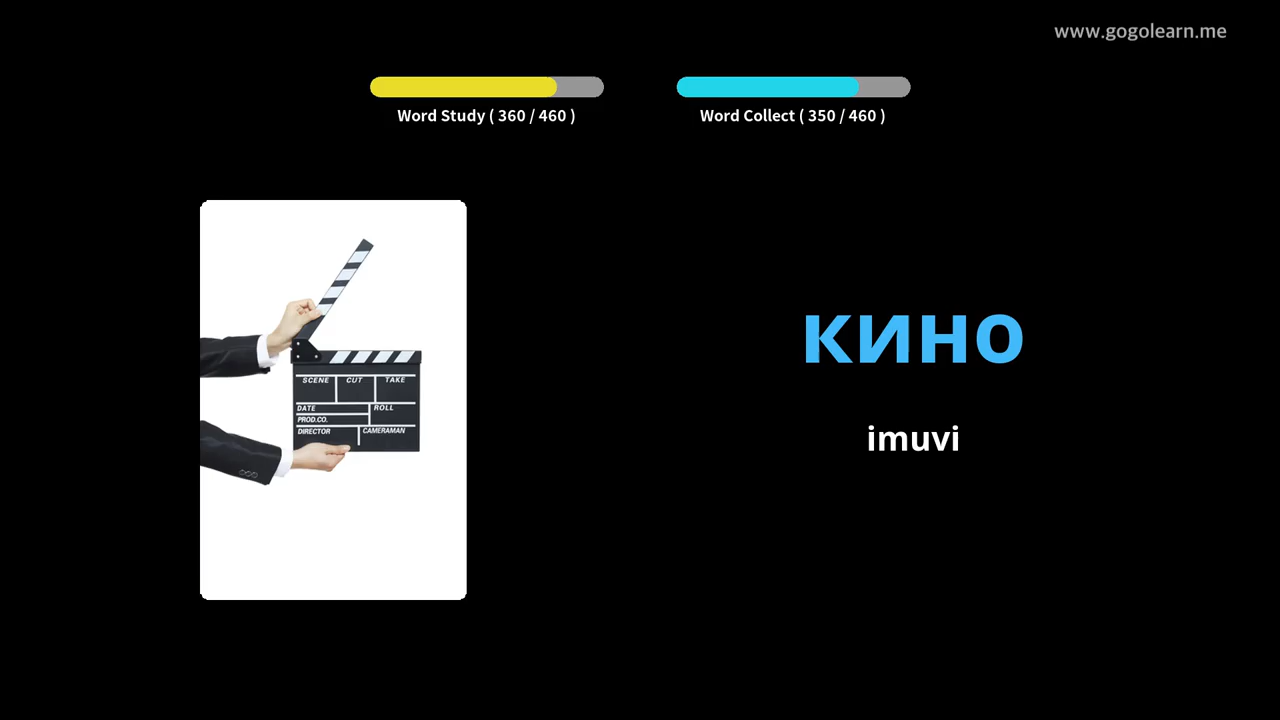 www.gogolearn.me
Word Study ( 360 / 460 )
Word Collect ( 350 / 460 )
SCENE CUT TAKE
DATE ROLL
PROD.CO.
DIRECTOR CAMERAMAN
кино
imuvi